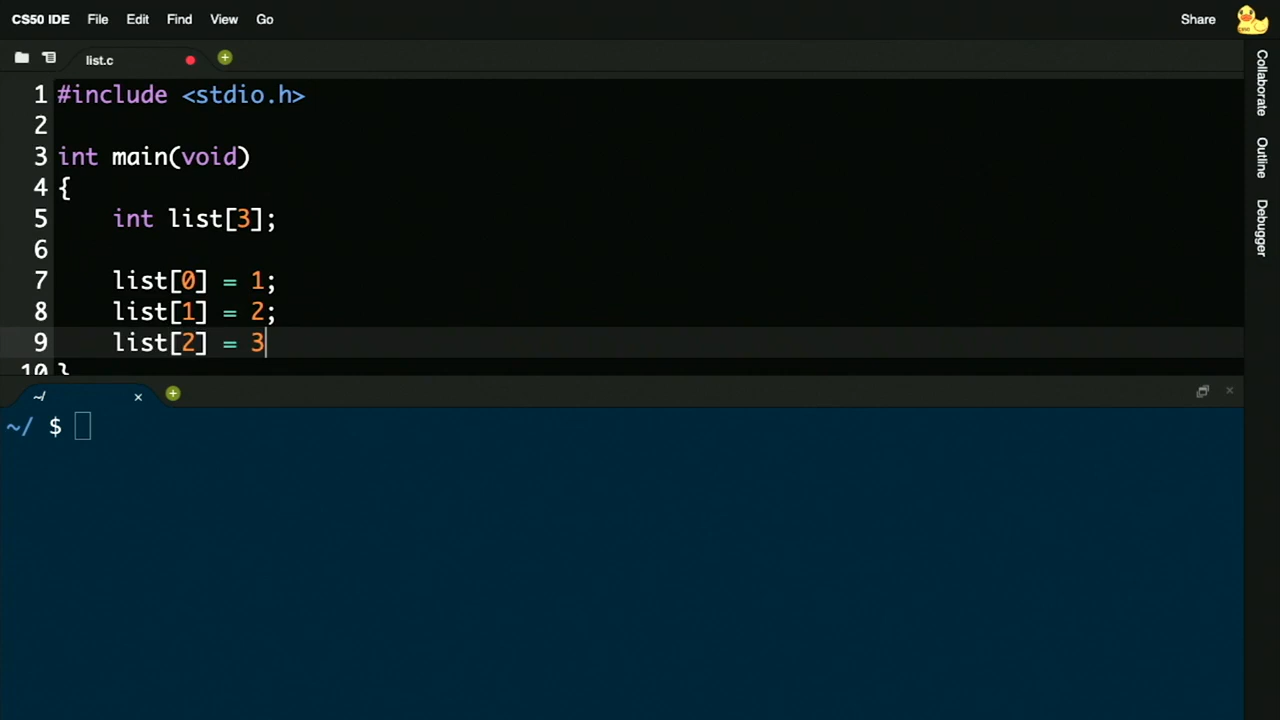 CS50 IDE File Edit Find View Go Share
list.c
1 #include <stdio.h>
2
3 int main(void)
4 {
5     int list[3];
6
7     list[0] = 1;
8     list[1] = 2;
9     list[2] = 3
10 }
~/
~/ $
Collaborate
Outline
Debugger